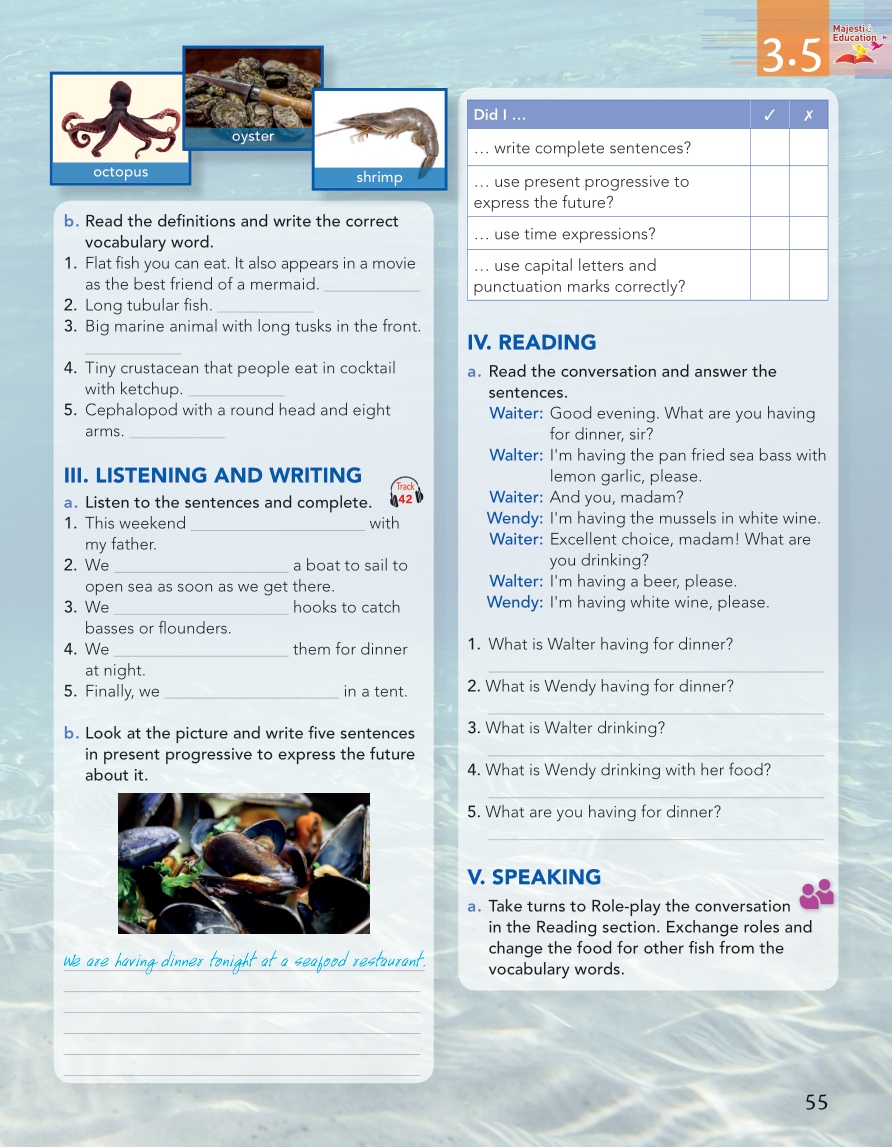 3.5
Majestic
Education
octopus
oyster
shrimp
b. Read the definitions and write the correct
vocabulary word.
1. Flat fish you can eat. It also appears in a movie
as the best friend of a mermaid.
2. Long tubular fish.
3. Big marine animal with long tusks in the front.
4. Tiny crustacean that people eat in cocktail
with ketchup.
5. Cephalopod with a round head and eight
arms.
III. LISTENING AND WRITING
a. Listen to the sentences and complete.
Track
42
1. This weekend with
my father.
2. We a boat to sail to
open sea as soon as we get there.
3. We hooks to catch
basses or flounders.
4. We them for dinner
at night.
5. Finally, we in a tent.
b. Look at the picture and write five sentences
in present progressive to express the future
about it.
We are having dinner tonight at a seafood restaurant.
Did I … ✓ ✗
… write complete sentences?
… use present progressive to
express the future?
… use time expressions?
… use capital letters and
punctuation marks correctly?
IV. READING
a. Read the conversation and answer the
sentences.
Waiter: Good evening. What are you having
for dinner, sir?
Walter: I'm having the pan fried sea bass with
lemon garlic, please.
Waiter: And you, madam?
Wendy: I'm having the mussels in white wine.
Waiter: Excellent choice, madam! What are
you drinking?
Walter: I'm having a beer, please.
Wendy: I'm having white wine, please.
1. What is Walter having for dinner?
2. What is Wendy having for dinner?
3. What is Walter drinking?
4. What is Wendy drinking with her food?
5. What are you having for dinner?
V. SPEAKING
a. Take turns to Role-play the conversation
in the Reading section. Exchange roles and
change the food for other fish from the
vocabulary words.
55